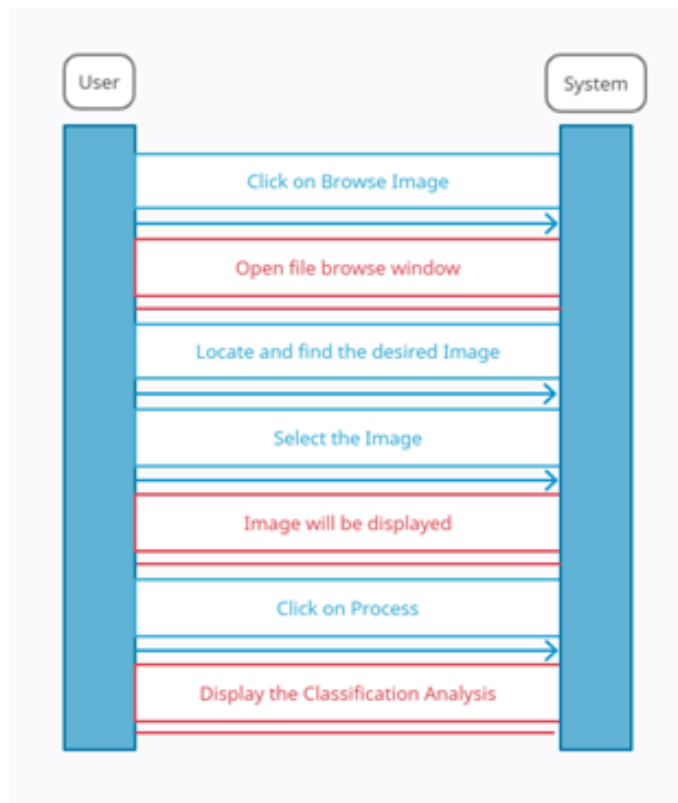 User
System
Click on Browse Image
Open file browse window
Locate and find the desired Image
Select the Image
Image will be displayed
Click on Process
Display the Classification Analysis